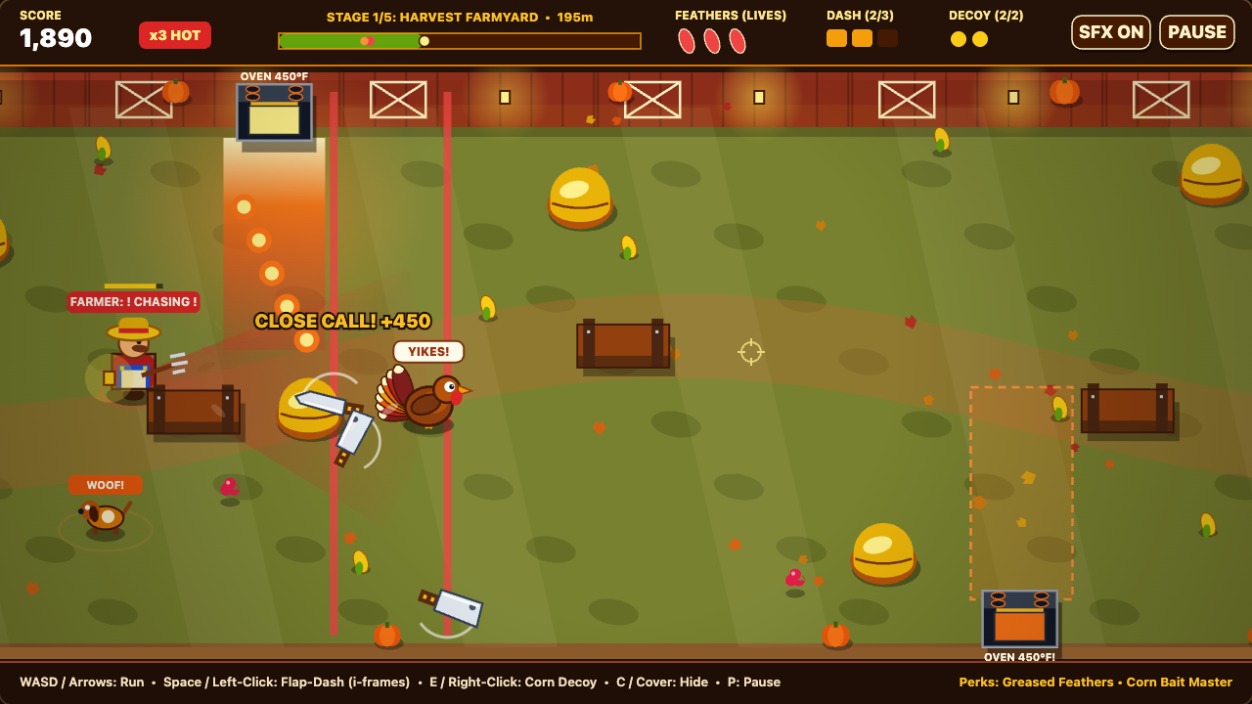 SCORE
1,890
x3 HOT
STAGE 1/5: HARVEST FARMYARD • 195m
FEATHERS (LIVES)
DASH (2/3)
DECOY (2/2)
SFX ON
PAUSE
OVEN 450°F
FARMER: ! CHASING !
CLOSE CALL! +450
YIKES!
WOOF!
OVEN 450°F!
WASD / Arrows: Run • Space / Left-Click: Flap-Dash (i-frames) • E / Right-Click: Corn Decoy • C / Cover: Hide • P: Pause
Perks: Greased Feathers • Corn Bait Master